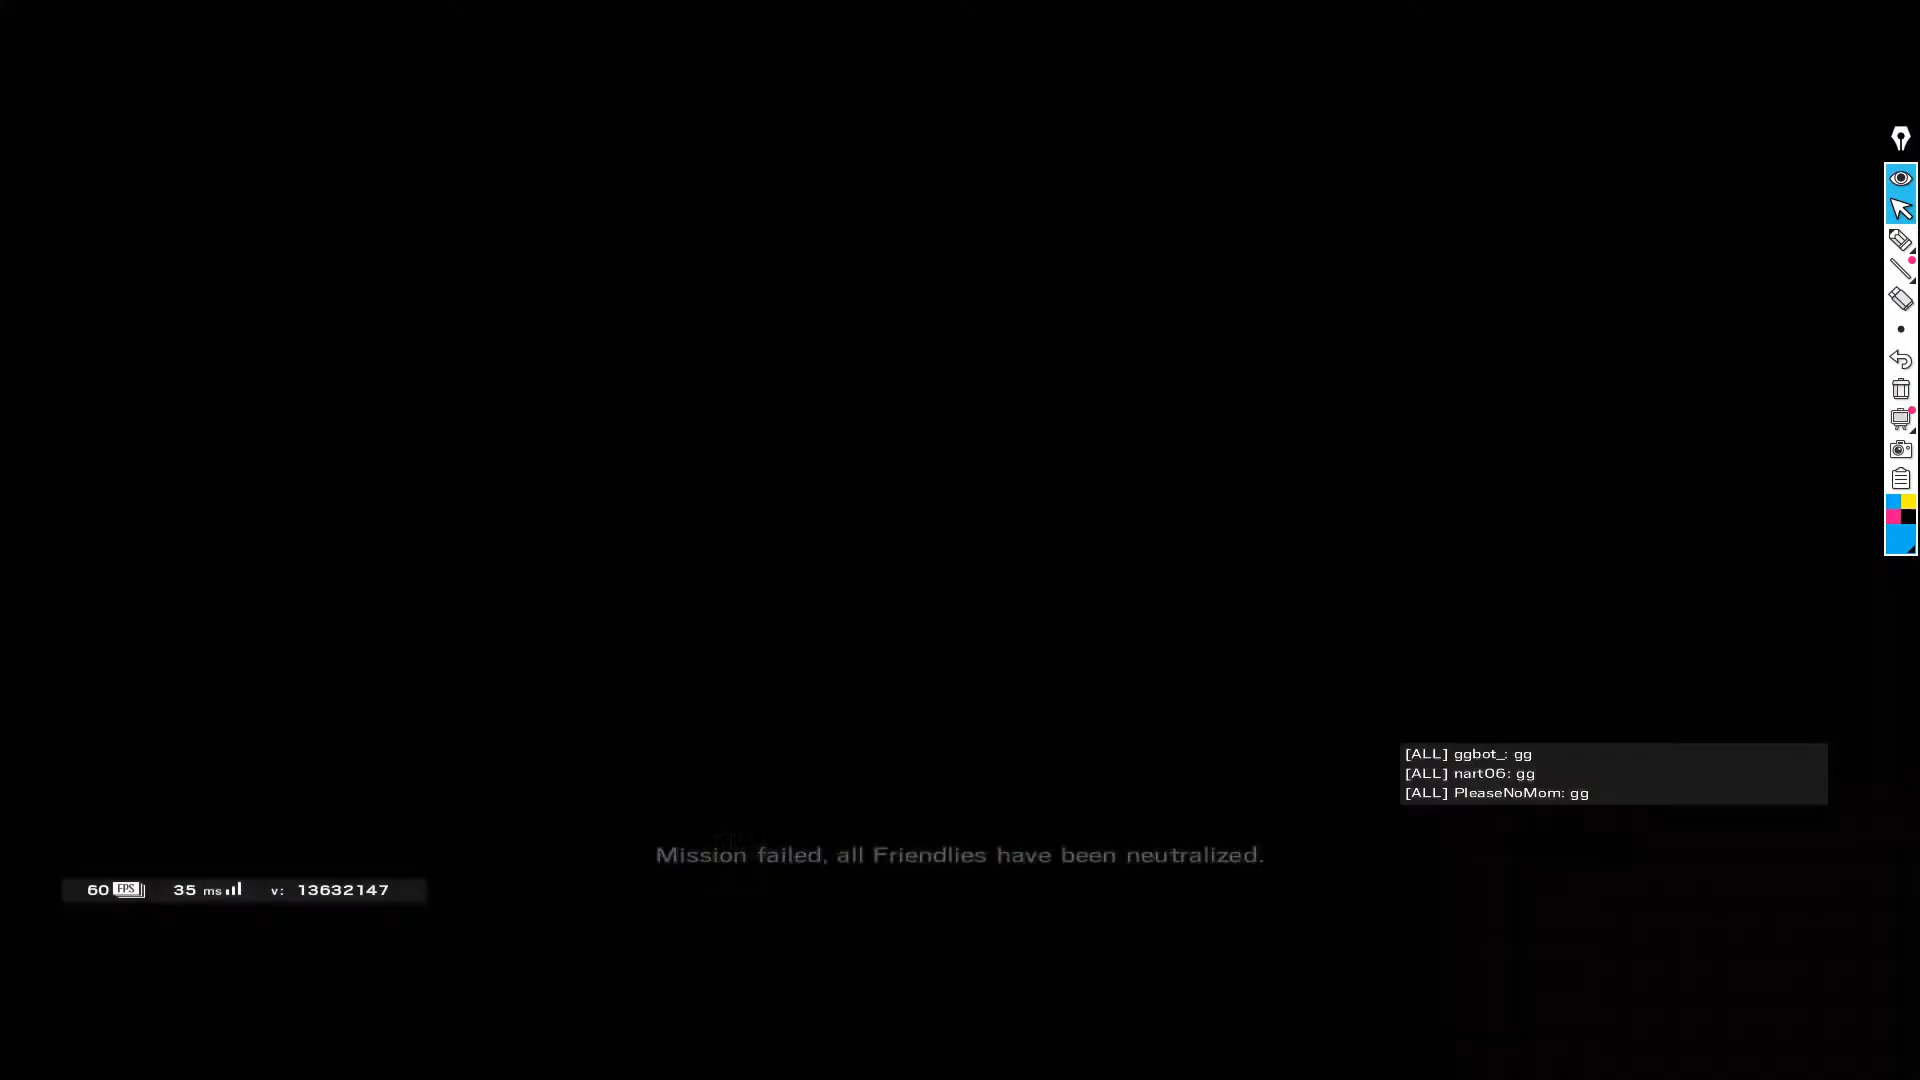 [ALL] ggbot_: gg
[ALL] nart06: gg
[ALL] PleaseNoMom: gg
Mission failed, all Friendlies have been neutralized.
60 FPS 35 ms v: 13632147